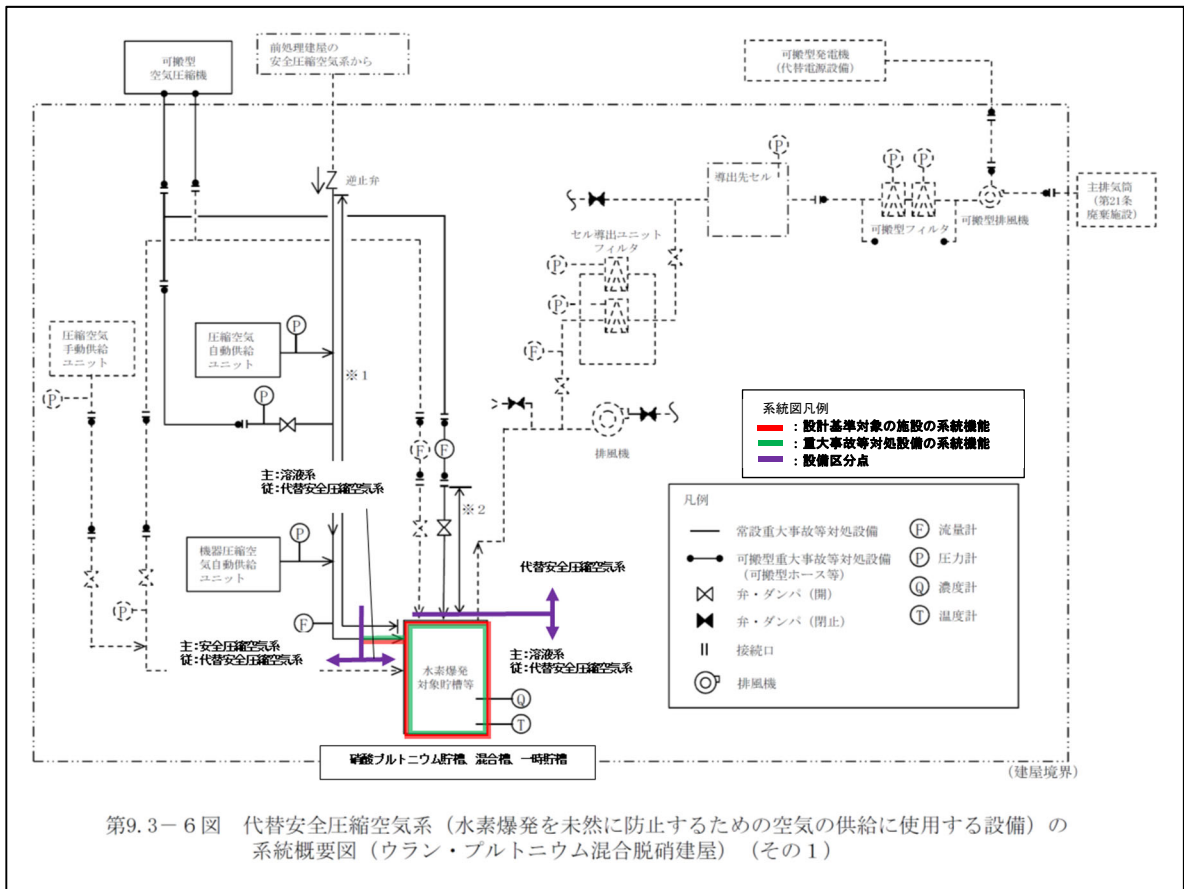 可搬型
空気圧縮機
前処理建屋の
安全圧縮空気系から
可搬型発電機
(代替電源設備)
逆止弁
P
導出先セル
P
P
可搬型フィルタ
可搬型排風機
主排気筒
(第21条
廃棄施設)
セル導出ユニット
フィルタ
P
P
F
圧縮空気
手動供給
ユニット
P
圧縮空気
自動供給
ユニット
P
※1
P
F
F
排風機
主:溶液系
従:代替安全圧縮空気系
※2
機器圧縮空
気自動供給
ユニット
P
P
F
代替安全圧縮空気系
主:安全圧縮空気系
従:代替安全圧縮空気系
主:溶液系
従:代替安全圧縮空気系
水素爆発
対象貯槽等
Q
T
硝酸プルトニウム貯槽、混合槽、一時貯槽
系統図凡例
:設計基準対象の施設の系統機能
:重大事故等対処設備の系統機能
:設備区分点
凡例
常設重大事故等対処設備
可搬型重大事故等対処設備
(可搬型ホース等)
弁・ダンパ(開)
弁・ダンパ(閉止)
接続口
排風機
F 流量計
P 圧力計
Q 濃度計
T 温度計
(建屋境界)
第9.3-6図 代替安全圧縮空気系(水素爆発を未然に防止するための空気の供給に使用する設備)の
系統概要図(ウラン・プルトニウム混合脱硝建屋)(その1)